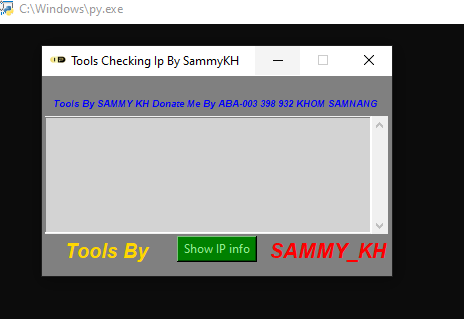 C:\Windows\py.exe
Tools Checking Ip By SammyKH
Tools By SAMMY KH Donate Me By ABA-003 398 932 KHOM SAMNANG
Tools By Show IP info SAMMY_KH